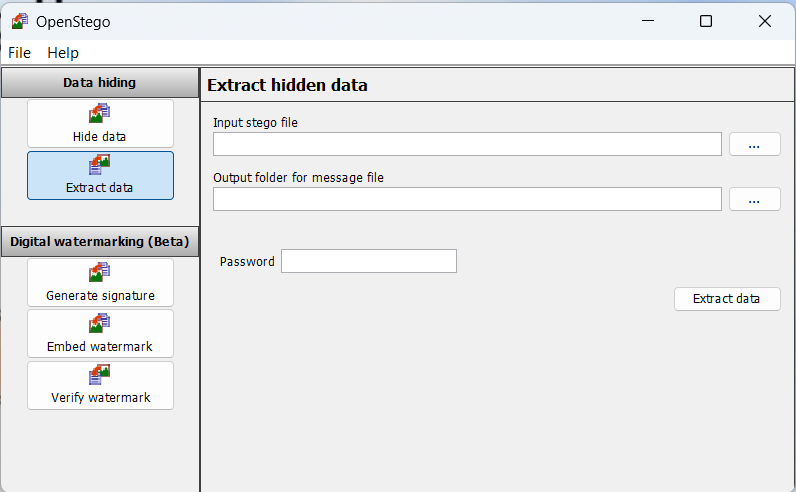 OpenStego
File Help
Data hiding
Hide data
Extract data
Digital watermarking (Beta)
Generate signature
Embed watermark
Verify watermark
Extract hidden data
Input stego file
...
Output folder for message file
...
Password
Extract data